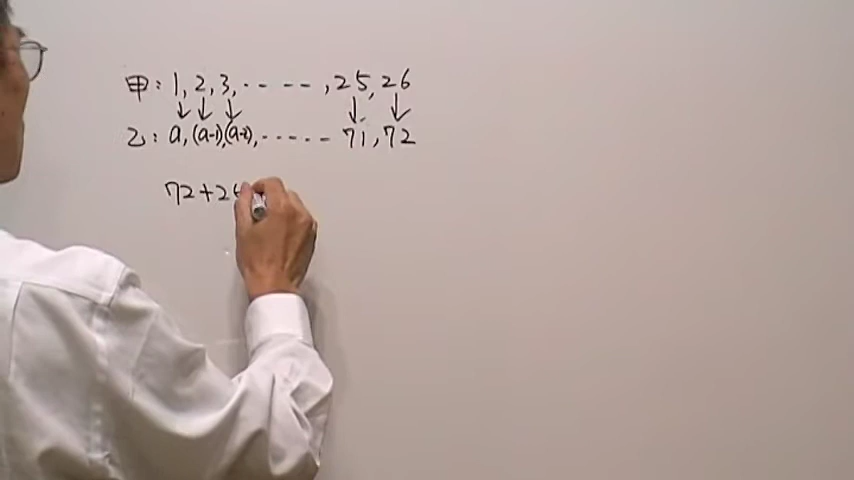 甲: 1, 2, 3, ‥ ‥ , 25, 26
↓ ↓ ↓ ↓ ↓
乙: a, (a-1), (a-2), ‥‥‥ 71, 72
72+26